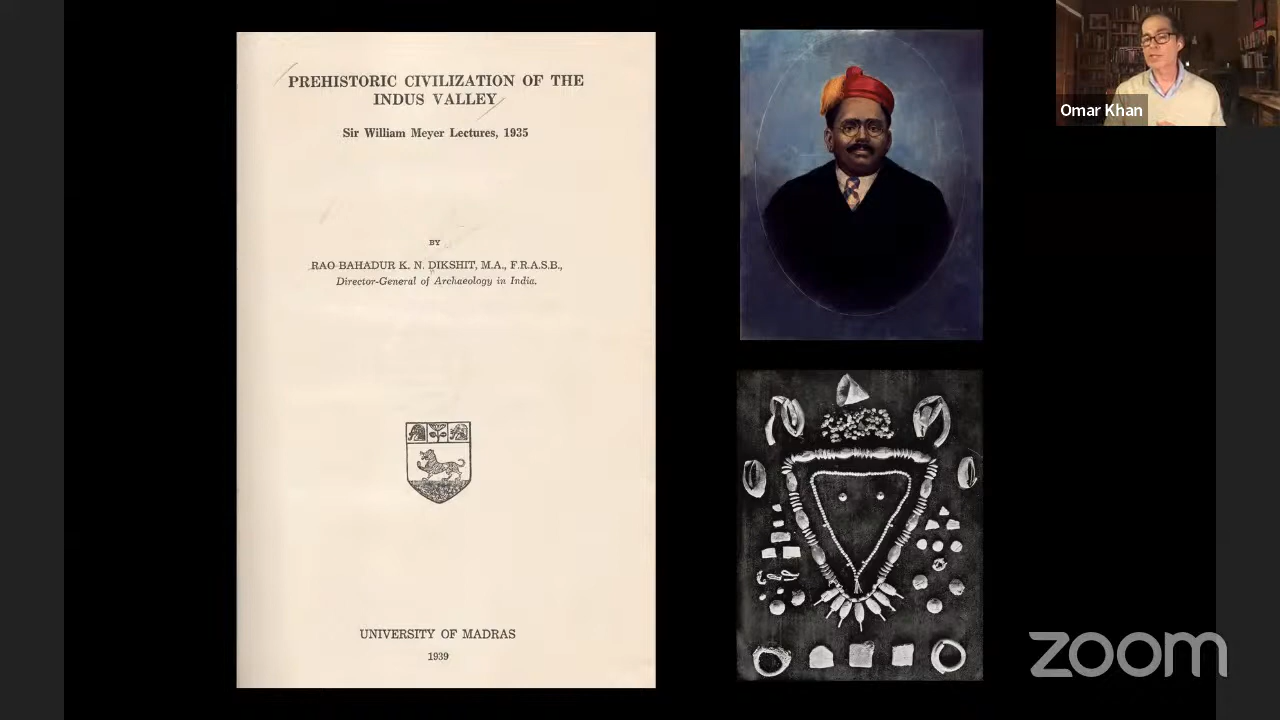 PREHISTORIC CIVILIZATION OF THE
INDUS VALLEY
Sir William Meyer Lectures, 1935
BY
RAO BAHADUR K. N. DIKSHIT, M.A., F.R.A.S.B.,
Director-General of Archaeology in India.
UNIVERSITY OF MADRAS
1939
Omar Khan
zoom